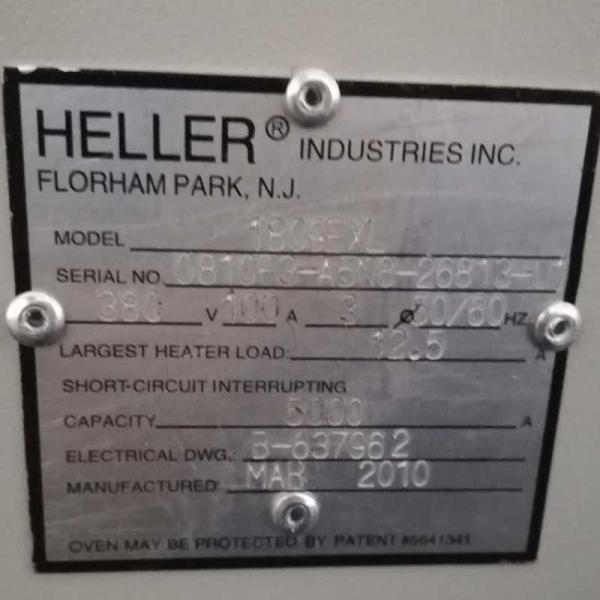 HELLER® INDUSTRIES INC.
FLORHAM PARK, N.J.
MODEL 1809EXL
SERIAL NO.
380 V 100 A 3 Ø 50/60 HZ
LARGEST HEATER LOAD: 12.5 A
SHORT-CIRCUIT INTERRUPTING
CAPACITY 5000 A
ELECTRICAL DWG.: B-637962
MANUFACTURED: MAR 2010
OVEN MAY BE PROTECTED BY PATENT #5641341